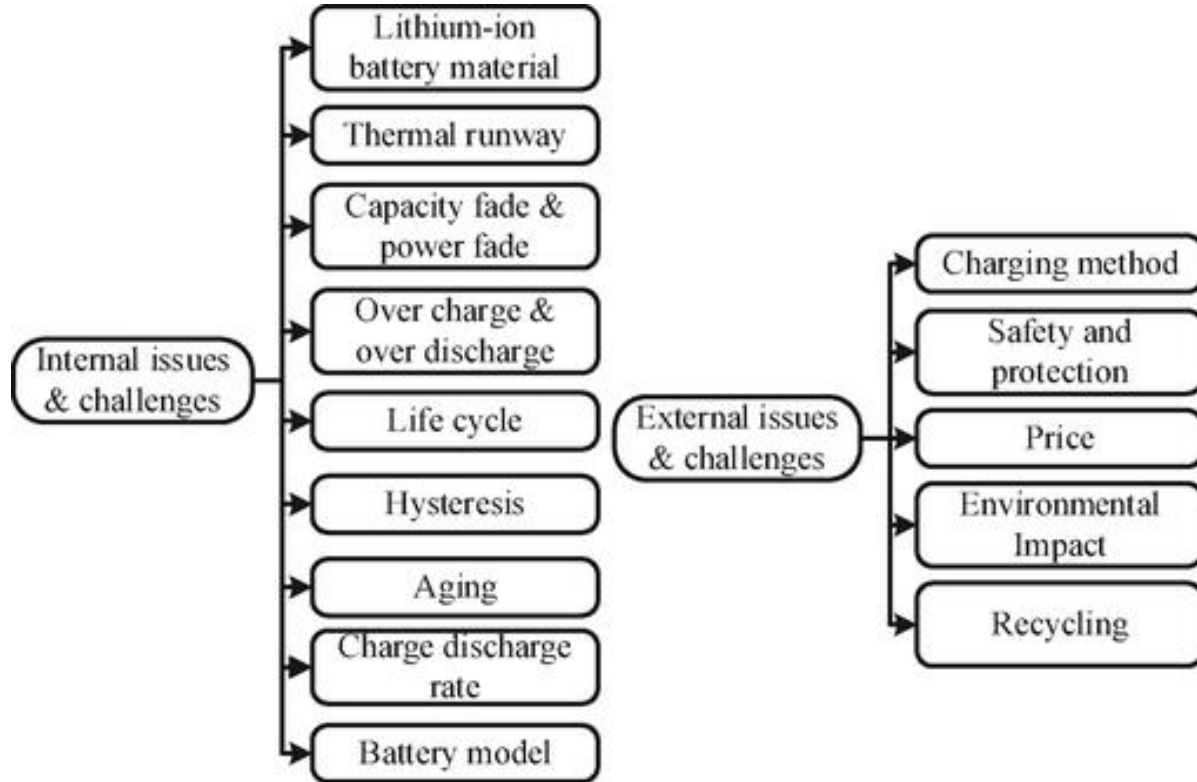 Internal issues
& challenges
Lithium-ion
battery material
Thermal runway
Capacity fade &
power fade
Over charge &
over discharge
Life cycle
Hysteresis
Aging
Charge discharge
rate
Battery model
External issues
& challenges
Charging method
Safety and
protection
Price
Environmental
Impact
Recycling